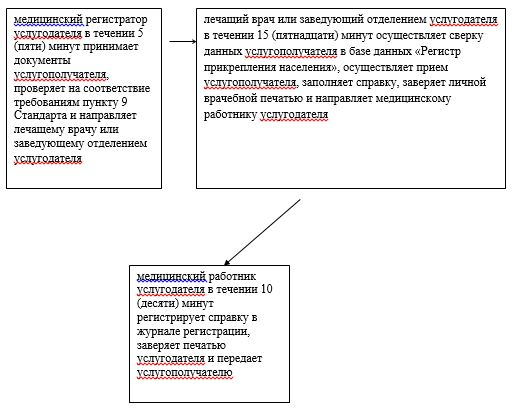 медицинский регистратор
услугодателя в течении 5
(пяти) минут принимает
документы
услугополучателя,
проверяет на соответствие
требованиям пункту 9
Стандарта и направляет
лечащему врачу или
заведующему отделением
услугодателя
лечащий врач или заведующий отделением услугодателя
в течении 15 (пятнадцати) минут осуществляет сверку
данных услугополучателя в базе данных «Регистр
прикрепления населения», осуществляет прием
услугополучателя, заполняет справку, заверяет личной
врачебной печатью и направляет медицинскому
работнику услугодателя
медицинский работник
услугодателя в течении 10
(десяти) минут
регистрирует справку в
журнале регистрации,
заверяет печатью
услугодателя и передает
услугополучателю